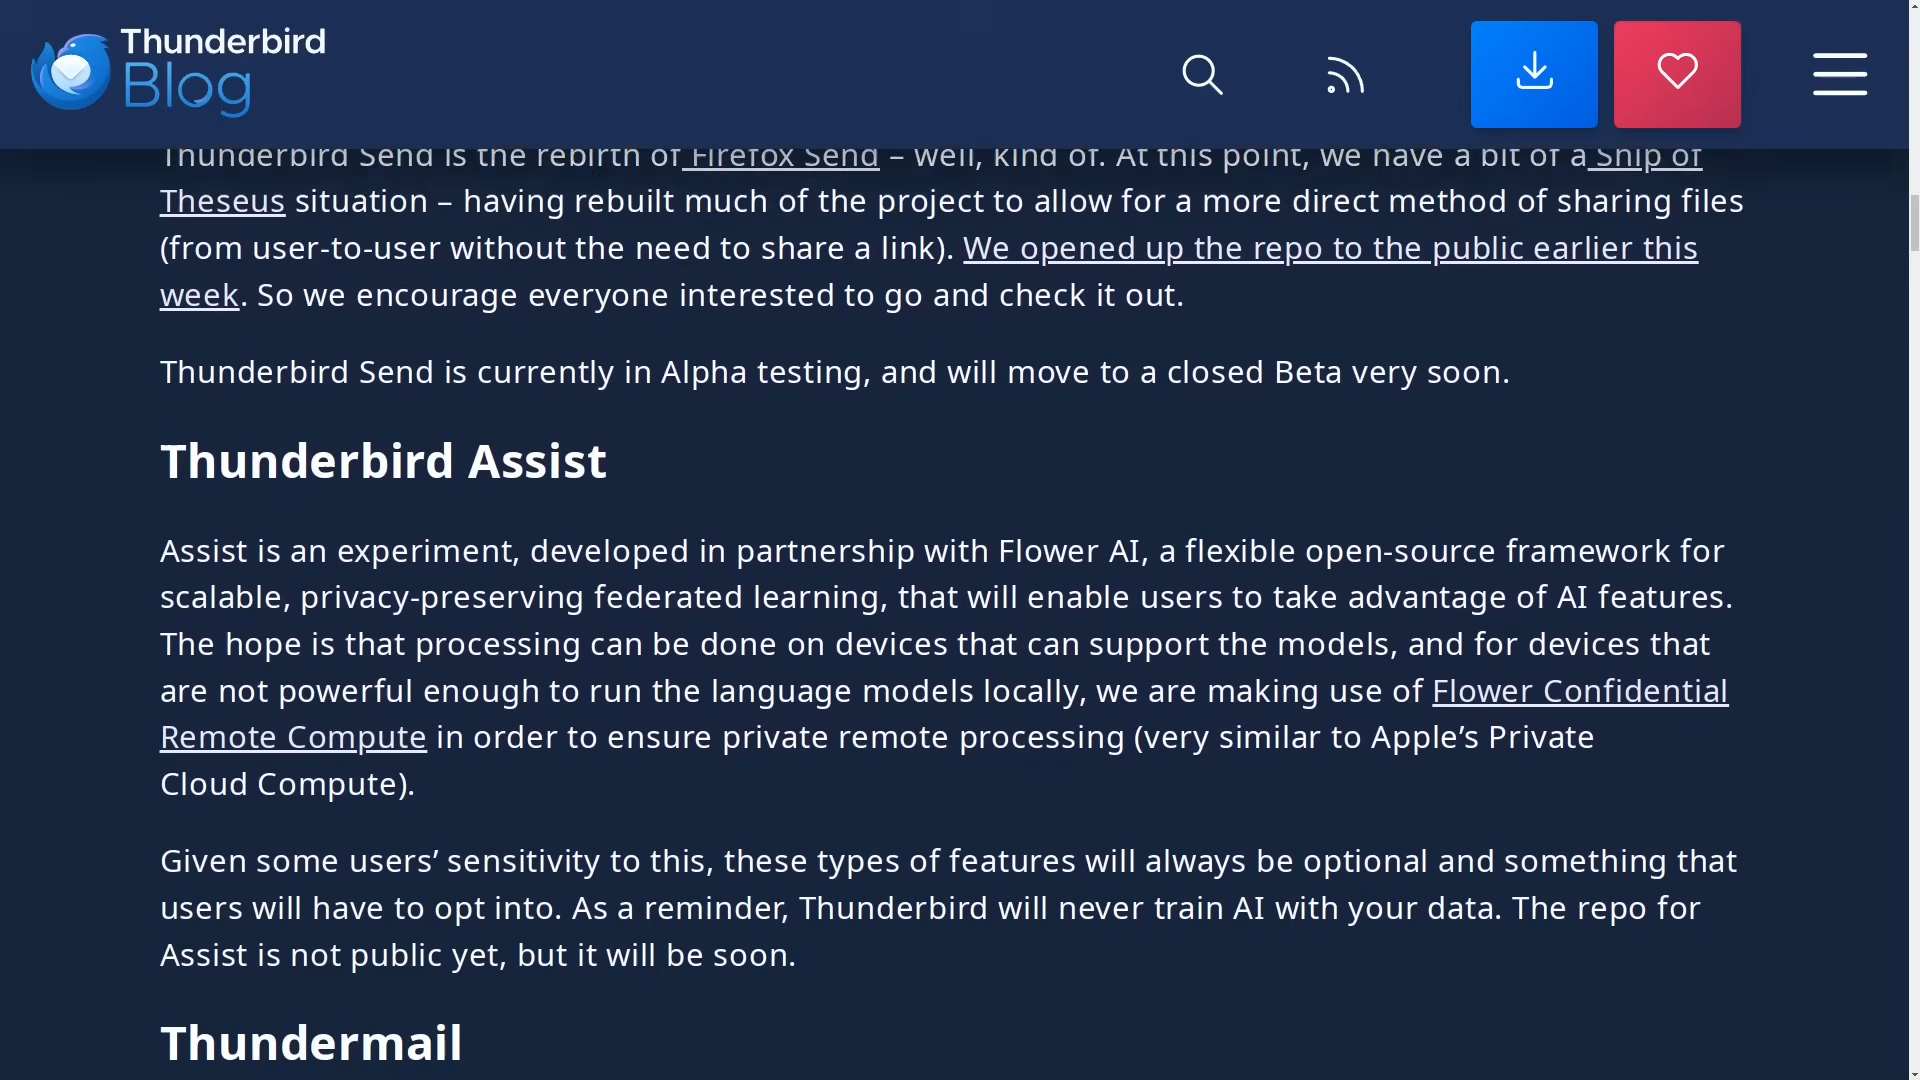 Thunderbird
Blog
Thunderbird Send is the rebirth of Firefox Send – well, kind of. At this point, we have a bit of a Ship of
Theseus situation – having rebuilt much of the project to allow for a more direct method of sharing files
(from user-to-user without the need to share a link). We opened up the repo to the public earlier this
week. So we encourage everyone interested to go and check it out.
Thunderbird Send is currently in Alpha testing, and will move to a closed Beta very soon.
Thunderbird Assist
Assist is an experiment, developed in partnership with Flower AI, a flexible open-source framework for
scalable, privacy-preserving federated learning, that will enable users to take advantage of AI features.
The hope is that processing can be done on devices that can support the models, and for devices that
are not powerful enough to run the language models locally, we are making use of Flower Confidential
Remote Compute in order to ensure private remote processing (very similar to Apple’s Private
Cloud Compute).
Given some users’ sensitivity to this, these types of features will always be optional and something that
users will have to opt into. As a reminder, Thunderbird will never train AI with your data. The repo for
Assist is not public yet, but it will be soon.
Thundermail